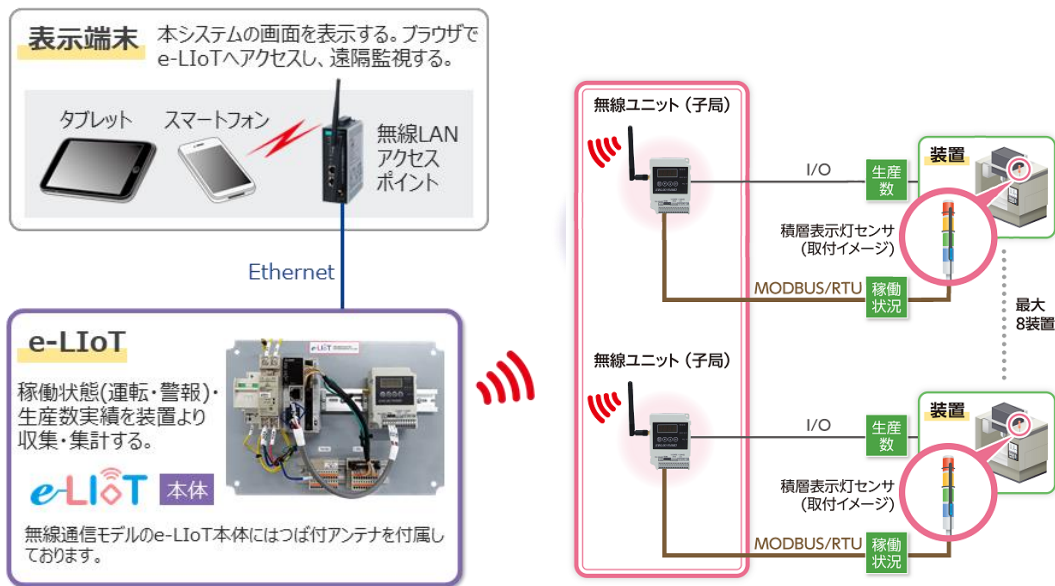 表示端末
本システムの画面を表示する。ブラウザで
e-LIoTへアクセスし、遠隔監視する。
タブレット
スマートフォン
無線LAN
アクセス
ポイント
Ethernet
e-LIoT
稼働状態(運転・警報)・
生産数実績を装置より
収集・集計する。
e-LIoT
e-LIoT 本体
無線通信モデルのe-LIoT本体にはつば付アンテナを付属し
ております。
無線ユニット（子局）
I/O
生産
数
装置
積層表示灯センサ
(取付イメージ)
MODBUS/RTU
稼働
状況
最大
8装置
無線ユニット（子局）
I/O
生産
数
装置
積層表示灯センサ
(取付イメージ)
MODBUS/RTU
稼働
状況